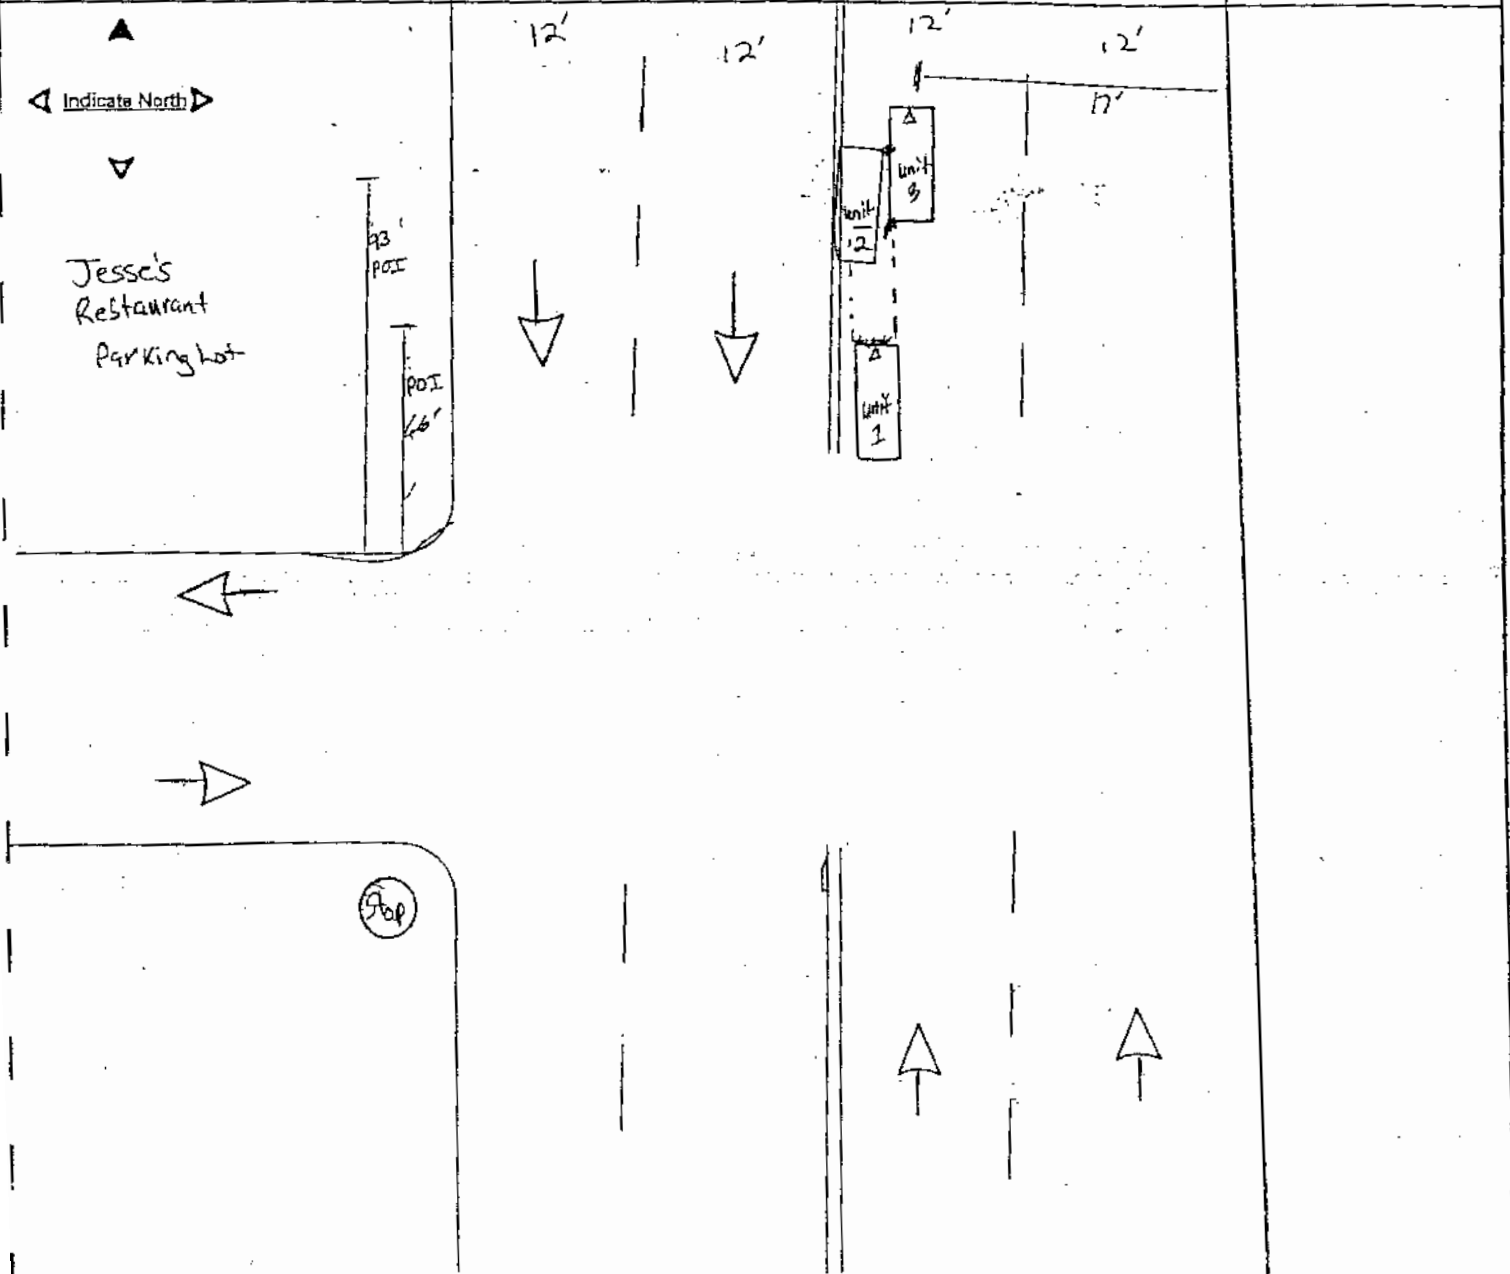 12'
12'
12'
12'
Indicate North
17'
unit
3
unit
2
93'
POI
Jesse's
Restaurant
Parking Lot
POI
66'
unit
1
Stop